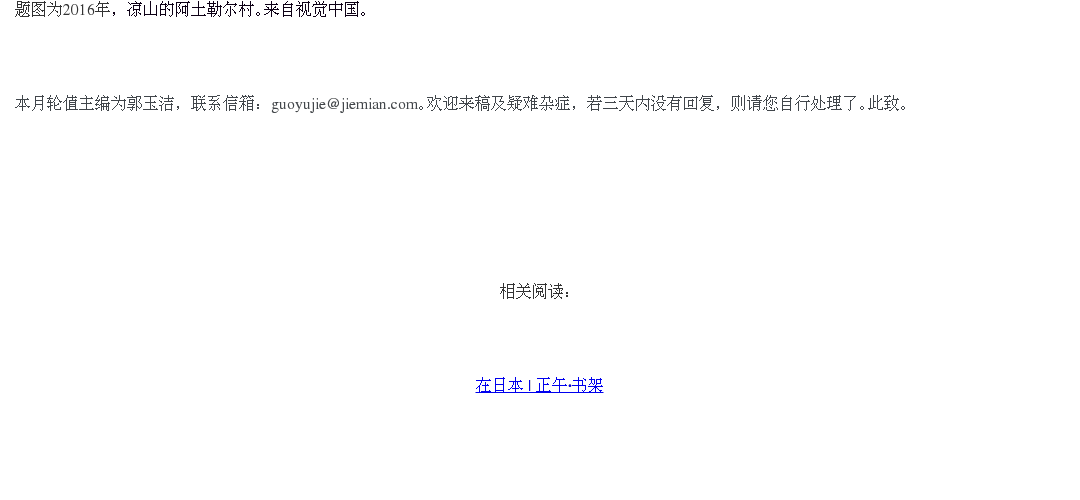 题图为2016年，凉山的阿土勒尔村。来自视觉中国。
本月轮值主编为郭玉洁，联系信箱：guoyujie@jiemian.com。欢迎来稿及疑难杂症，若三天内没有回复，则请您自行处理了。此致。
相关阅读：
在日本 | 正午·书架